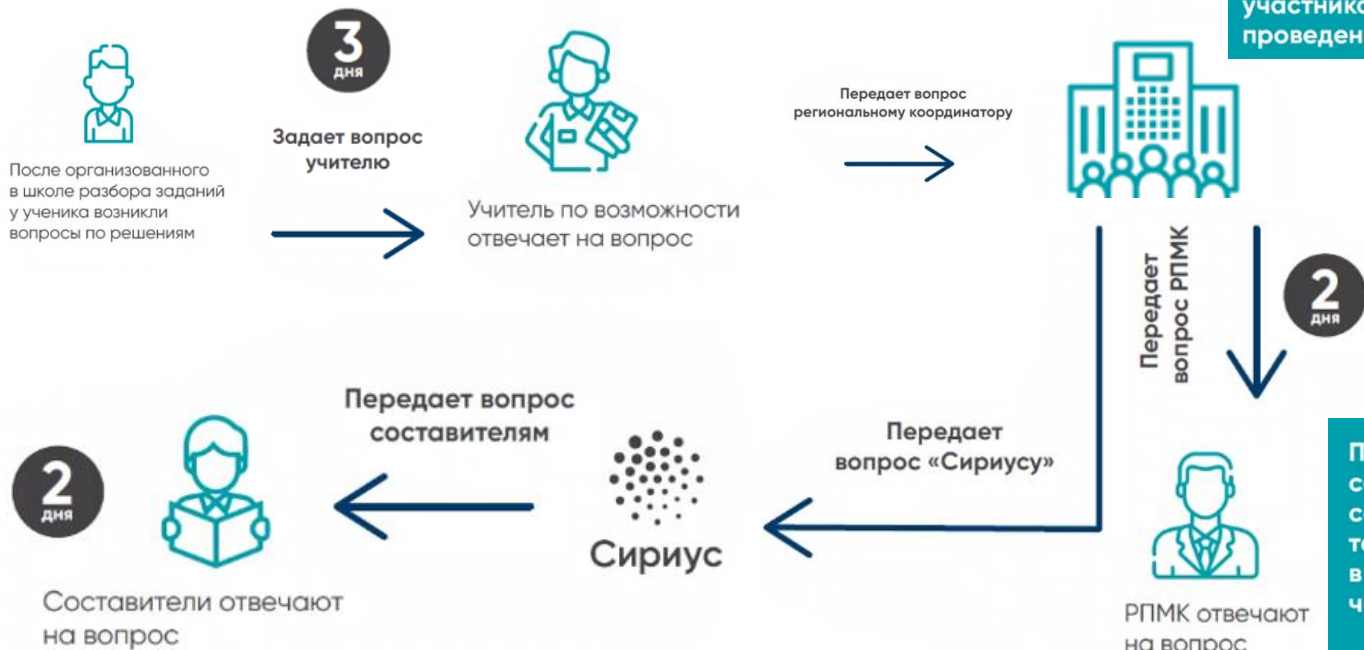 участнико
проведен
3
дня
Задает вопрос
учителю
После организованного
в школе разбора заданий
у ученика возникли
вопросы по решениям
Учитель по возможности
отвечает на вопрос
Передает вопрос
региональному координатору
Передает
вопрос РПМК
2
дня
Передает вопрос
составителям
Передает
вопрос «Сириусу»
2
дня
Сириус
Составители отвечают
на вопрос
РПМК отвечают
на вопрос